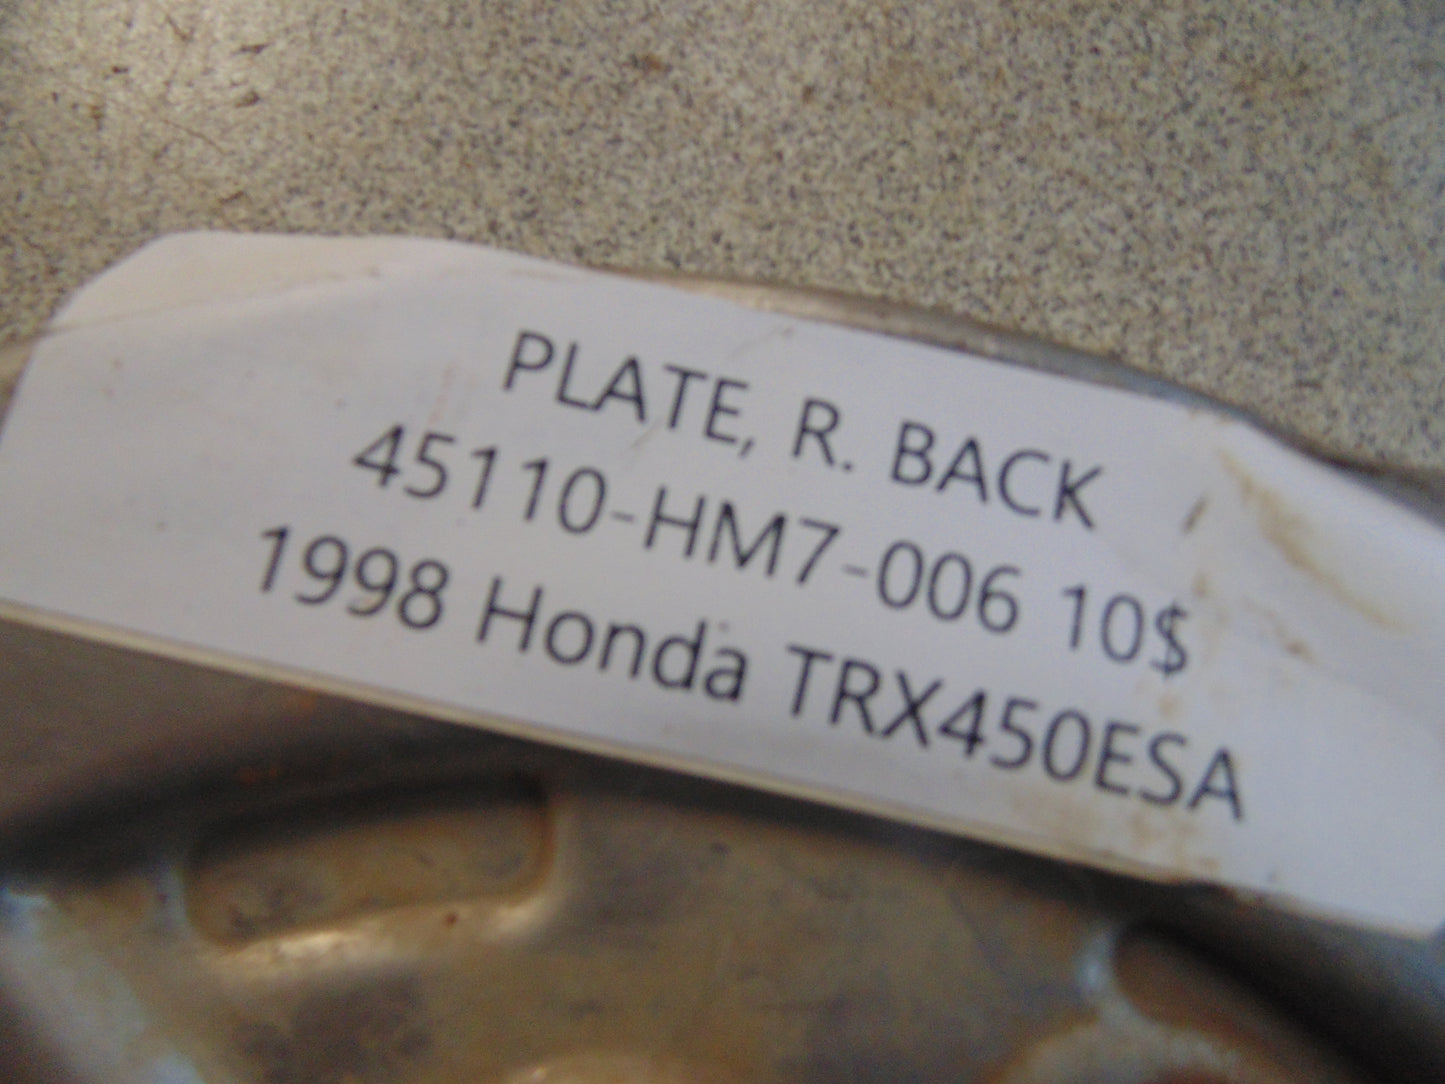 PLATE, R. BACK
45110-HM7-006 10$
1998 Honda TRX450ESA